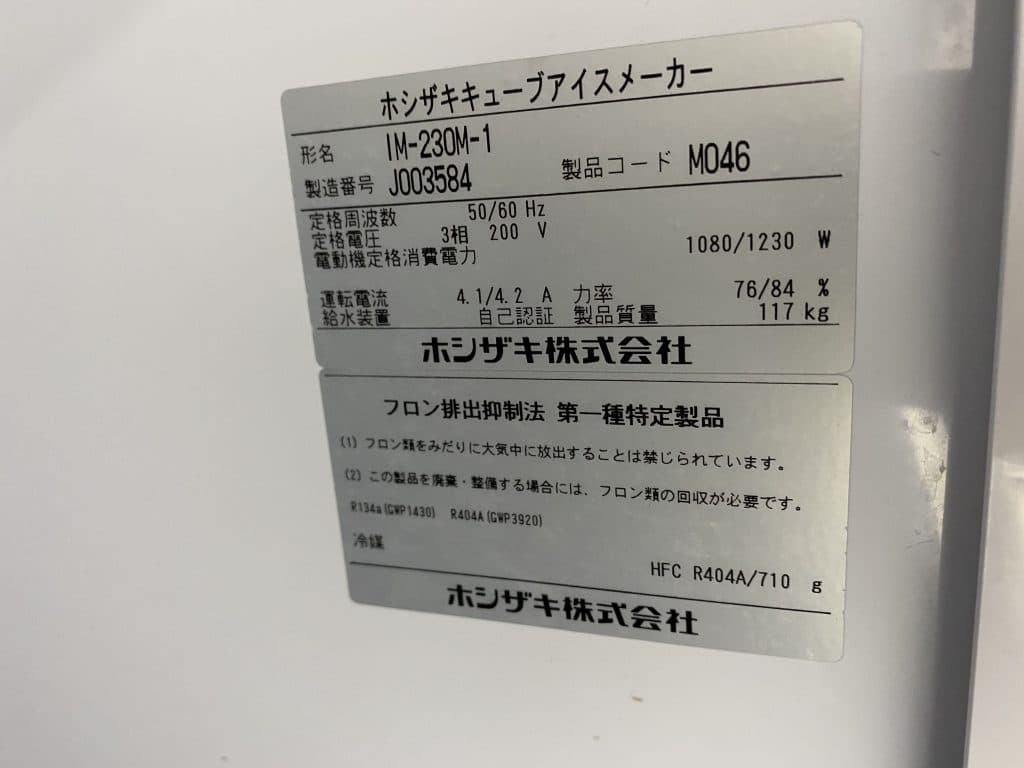 ホシザキキューブアイスメーカー
形名 IM-230M-1
製造番号 J003584 製品コード M046
定格周波数 50/60 Hz
定格電圧 3相 200 V
電動機定格消費電力 1080/1230 W
運転電流 4.1/4.2 A 力率 76/84 %
給水装置 自己認証 製品質量 117 kg
ホシザキ株式会社
フロン排出抑制法 第一種特定製品
(1) フロン類をみだりに大気中に放出することは禁じられています。
(2) この製品を廃棄・整備する場合には、フロン類の回収が必要です。
R134a(GWP1430) R404A(GWP3920)
冷媒
HFC R404A/710 g
ホシザキ株式会社